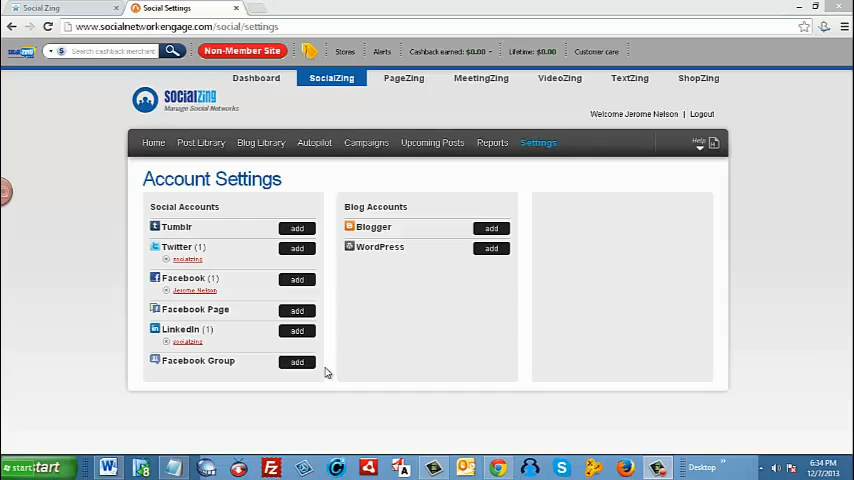 Social Zing
Social Settings
www.socialnetworkengage.com/social/settings
Search cashback merchant
Non-Member Site
Stores
Alerts
Cashback earned: $0.00
Lifetime: $0.00
Customer care
Dashboard
SocialZing
PageZing
MeetingZing
VideoZing
TextZing
ShopZing
SOCIALZING
Manage Social Networks
Welcome Jerome Nelson | Logout
Home
Post Library
Blog Library
Autopilot
Campaigns
Upcoming Posts
Reports
Settings
Help
Account Settings
Social Accounts
Tumblr add
Twitter (1) add
socialzing
Facebook (1) add
Jerome Nelson
Facebook Page add
LinkedIn (1) add
socialzing
Facebook Group add
Blog Accounts
Blogger add
WordPress add
start
Desktop
6:34 PM
12/7/2013